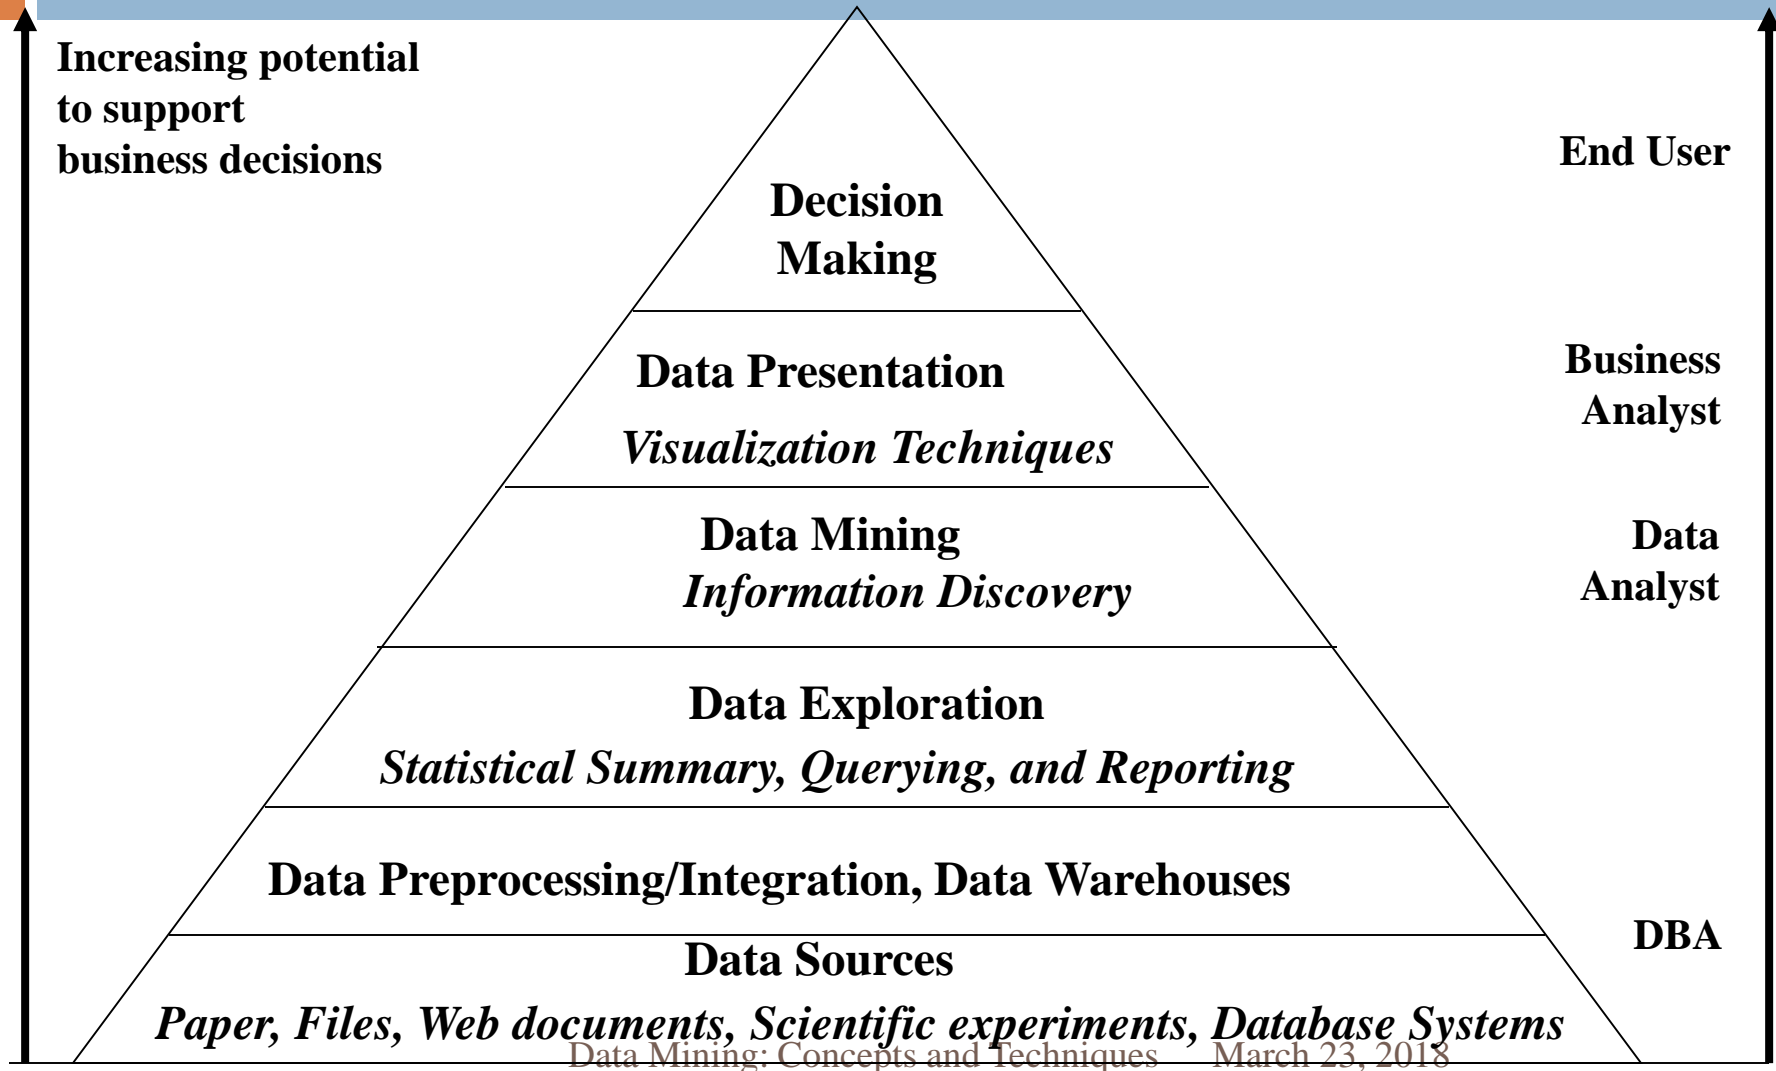 Increasing potential
to support
business decisions
End User
Decision
Making
Business
Analyst
Data Presentation
Visualization Techniques
Data Mining
Information Discovery
Data
Analyst
Data Exploration
Statistical Summary, Querying, and Reporting
Data Preprocessing/Integration, Data Warehouses
DBA
Data Sources
Paper, Files, Web documents, Scientific experiments, Database Systems
Data Mining: Concepts and Techniques March 23, 2018